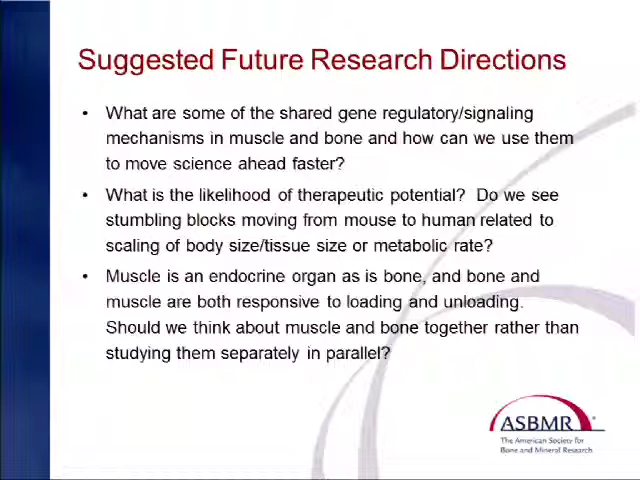 Suggested Future Research Directions
• What are some of the shared gene regulatory/signaling
mechanisms in muscle and bone and how can we use them
to move science ahead faster?
• What is the likelihood of therapeutic potential? Do we see
stumbling blocks moving from mouse to human related to
scaling of body size/tissue size or metabolic rate?
• Muscle is an endocrine organ as is bone, and bone and
muscle are both responsive to loading and unloading.
Should we think about muscle and bone together rather than
studying them separately in parallel?
ASBMR
The American Society for
Bone and Mineral Research